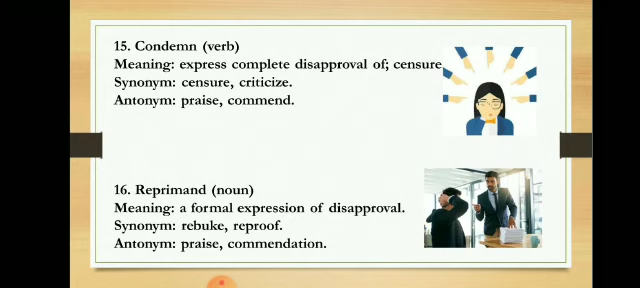 15. Condemn (verb)
Meaning: express complete disapproval of; censure
Synonym: censure, criticize.
Antonym: praise, commend.
16. Reprimand (noun)
Meaning: a formal expression of disapproval.
Synonym: rebuke, reproof.
Antonym: praise, commendation.